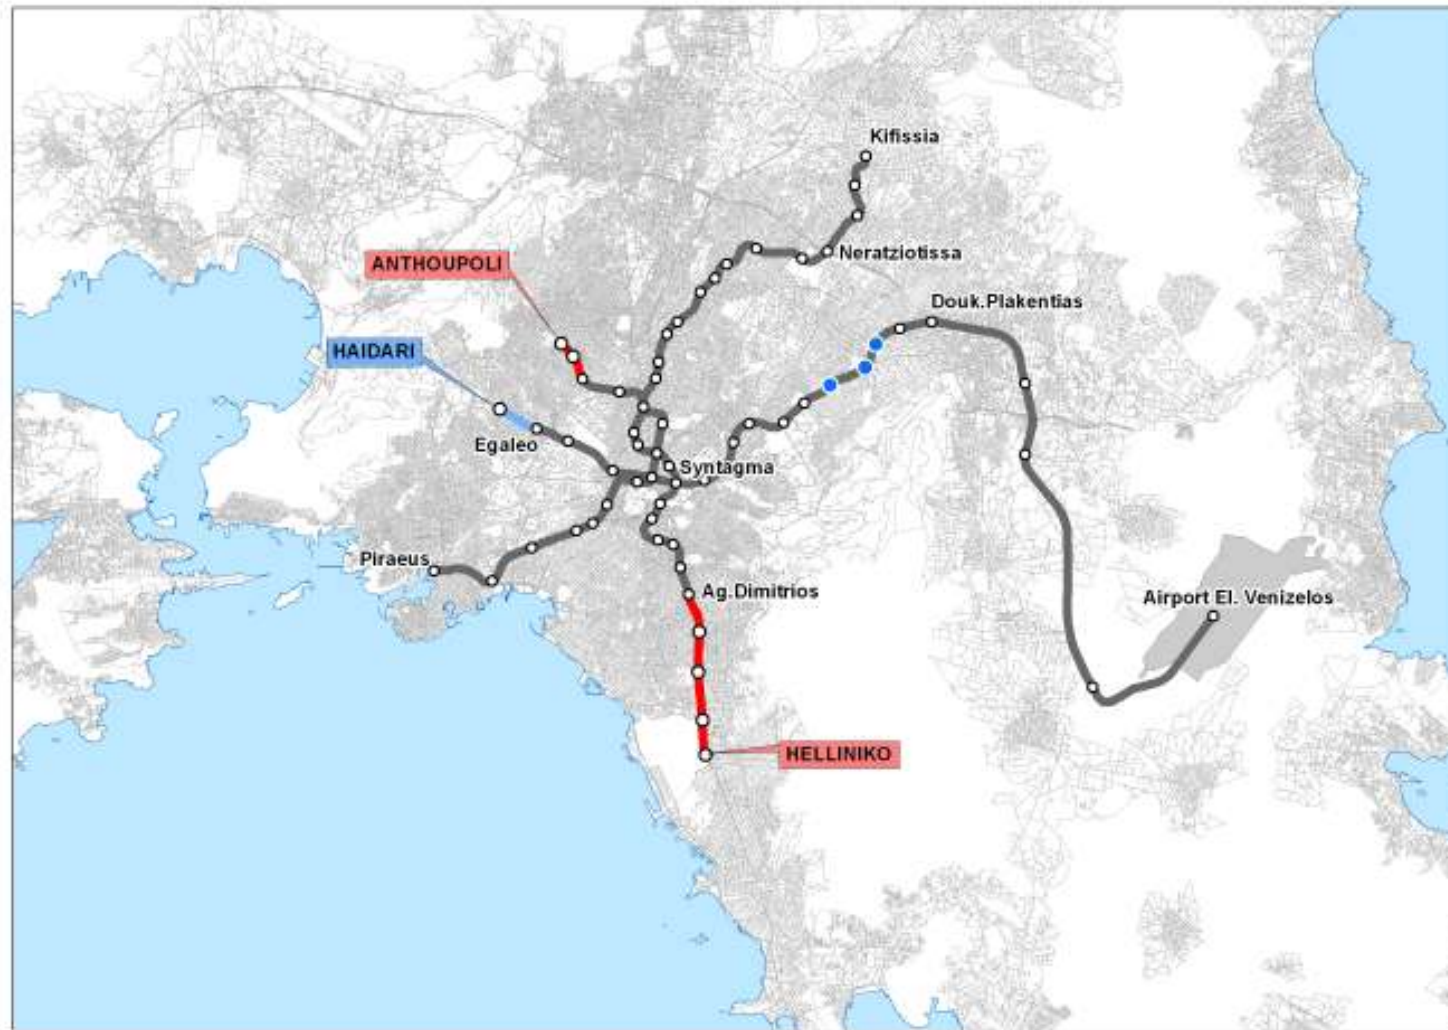 Kifissia
Neratziotissa
ANTHOUPOLI
Douk.Plakentias
HAIDARI
Egaleo
Syntagma
Piraeus
Ag.Dimitrios
Airport El. Venizelos
HELLINIKO